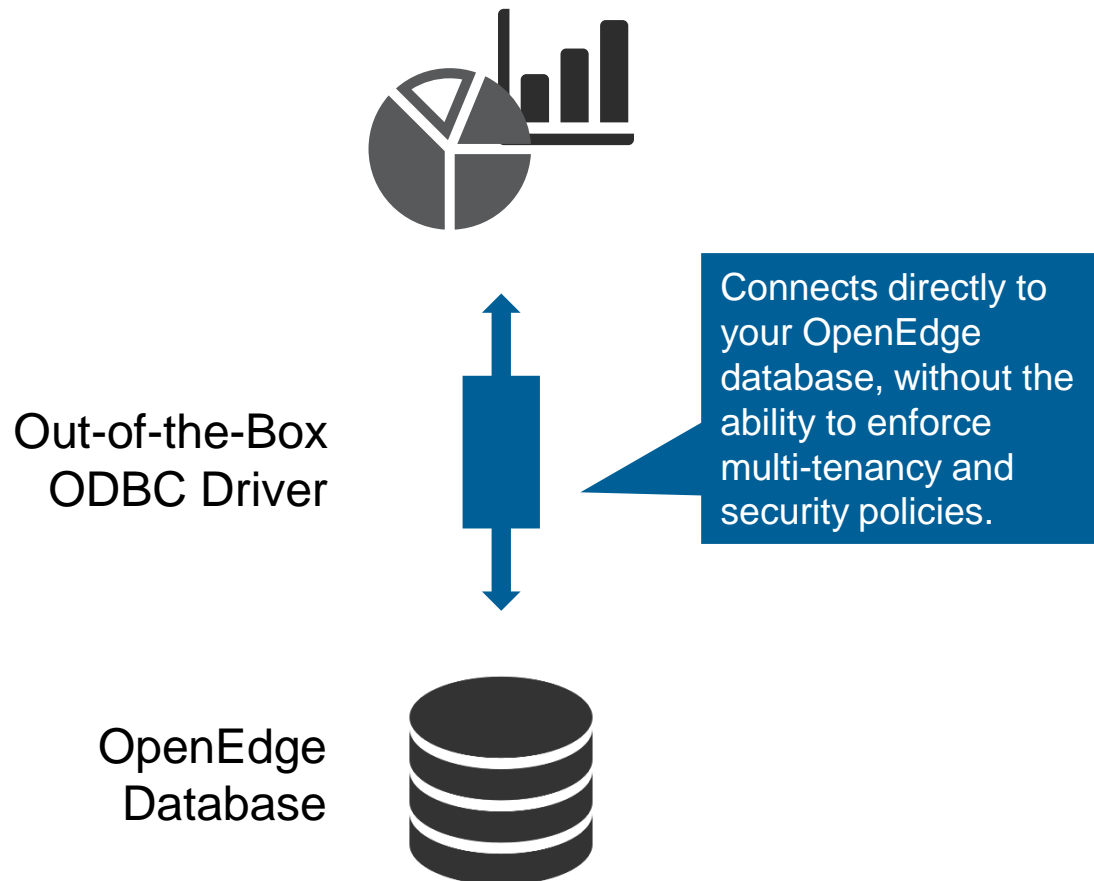 Connects directly to
your OpenEdge
database, without the
ability to enforce
multi-tenancy and
security policies.
Out-of-the-Box
ODBC Driver
OpenEdge
Database